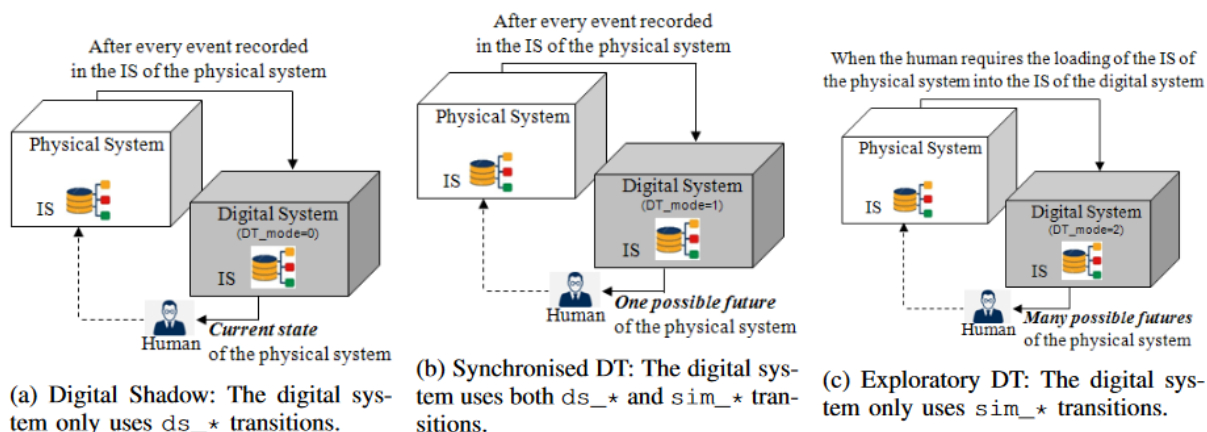 After every event recorded
in the IS of the physical system
Physical System
IS
Digital System
(DT_mode=0)
IS
Human
Current state
of the physical system
(a) Digital Shadow: The digital sys-
tem only uses ds_* transitions.
After every event recorded
in the IS of the physical system
Physical System
IS
Digital System
(DT_mode=1)
IS
Human
One possible future
of the physical system
(b) Synchronised DT: The digital sys-
tem uses both ds_* and sim_* tran-
sitions.
When the human requires the loading of the IS of
the physical system into the IS of the digital system
Physical System
IS
Digital System
(DT_mode=2)
IS
Human
Many possible futures
of the physical system
(c) Exploratory DT: The digital sys-
tem only uses sim_* transitions.